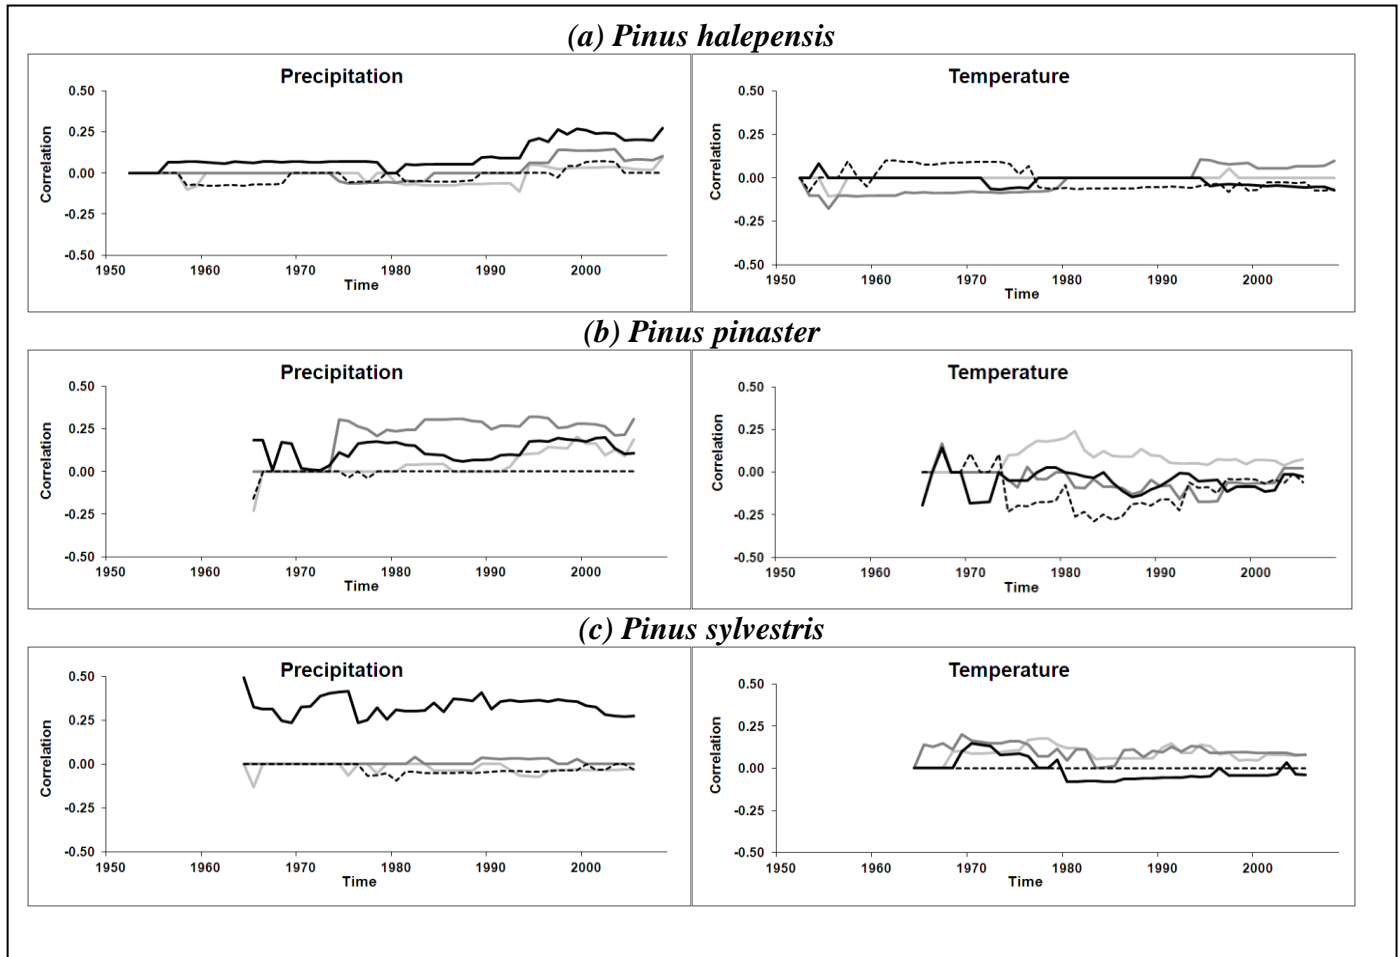 (a) Pinus halepensis
Precipitation
0.50
0.25
0.00
-0.25
-0.50
Correlation
1950 1960 1970 1980 1990 2000
Time
Temperature
0.50
0.25
0.00
-0.25
-0.50
Correlation
1950 1960 1970 1980 1990 2000
Time
(b) Pinus pinaster
Precipitation
0.50
0.25
0.00
-0.25
-0.50
Correlation
1950 1960 1970 1980 1990 2000
Time
Temperature
0.50
0.25
0.00
-0.25
-0.50
Correlation
1950 1960 1970 1980 1990 2000
Time
(c) Pinus sylvestris
Precipitation
0.50
0.25
0.00
-0.25
-0.50
Correlation
1950 1960 1970 1980 1990 2000
Time
Temperature
0.50
0.25
0.00
-0.25
-0.50
Correlation
1950 1960 1970 1980 1990 2000
Time